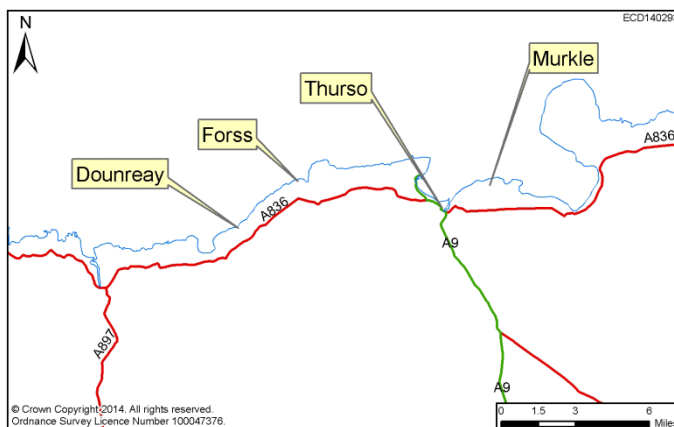 N
ECD140293
Murkle
Thurso
Forss
A836
Dounreay
A836
A9
A897
A9
© Crown Copyright 2014. All rights reserved.
Ordnance Survey Licence Number 100047376.
0 1.5 3 6
Miles